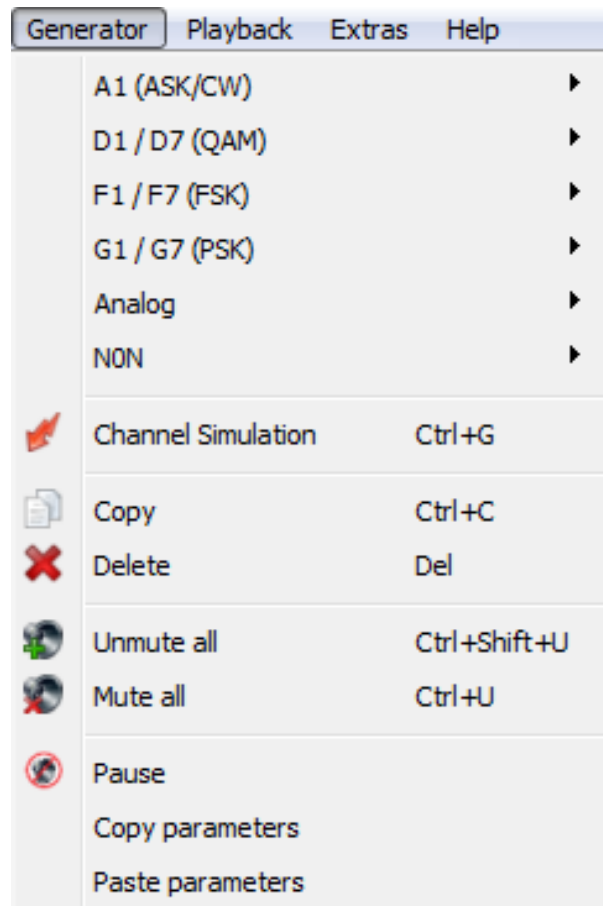 Generator Playback Extras Help
A1 (ASK/CW)
D1 / D7 (QAM)
F1 / F7 (FSK)
G1 / G7 (PSK)
Analog
N0N
Channel Simulation Ctrl+G
Copy Ctrl+C
Delete Del
Unmute all Ctrl+Shift+U
Mute all Ctrl+U
Pause
Copy parameters
Paste parameters